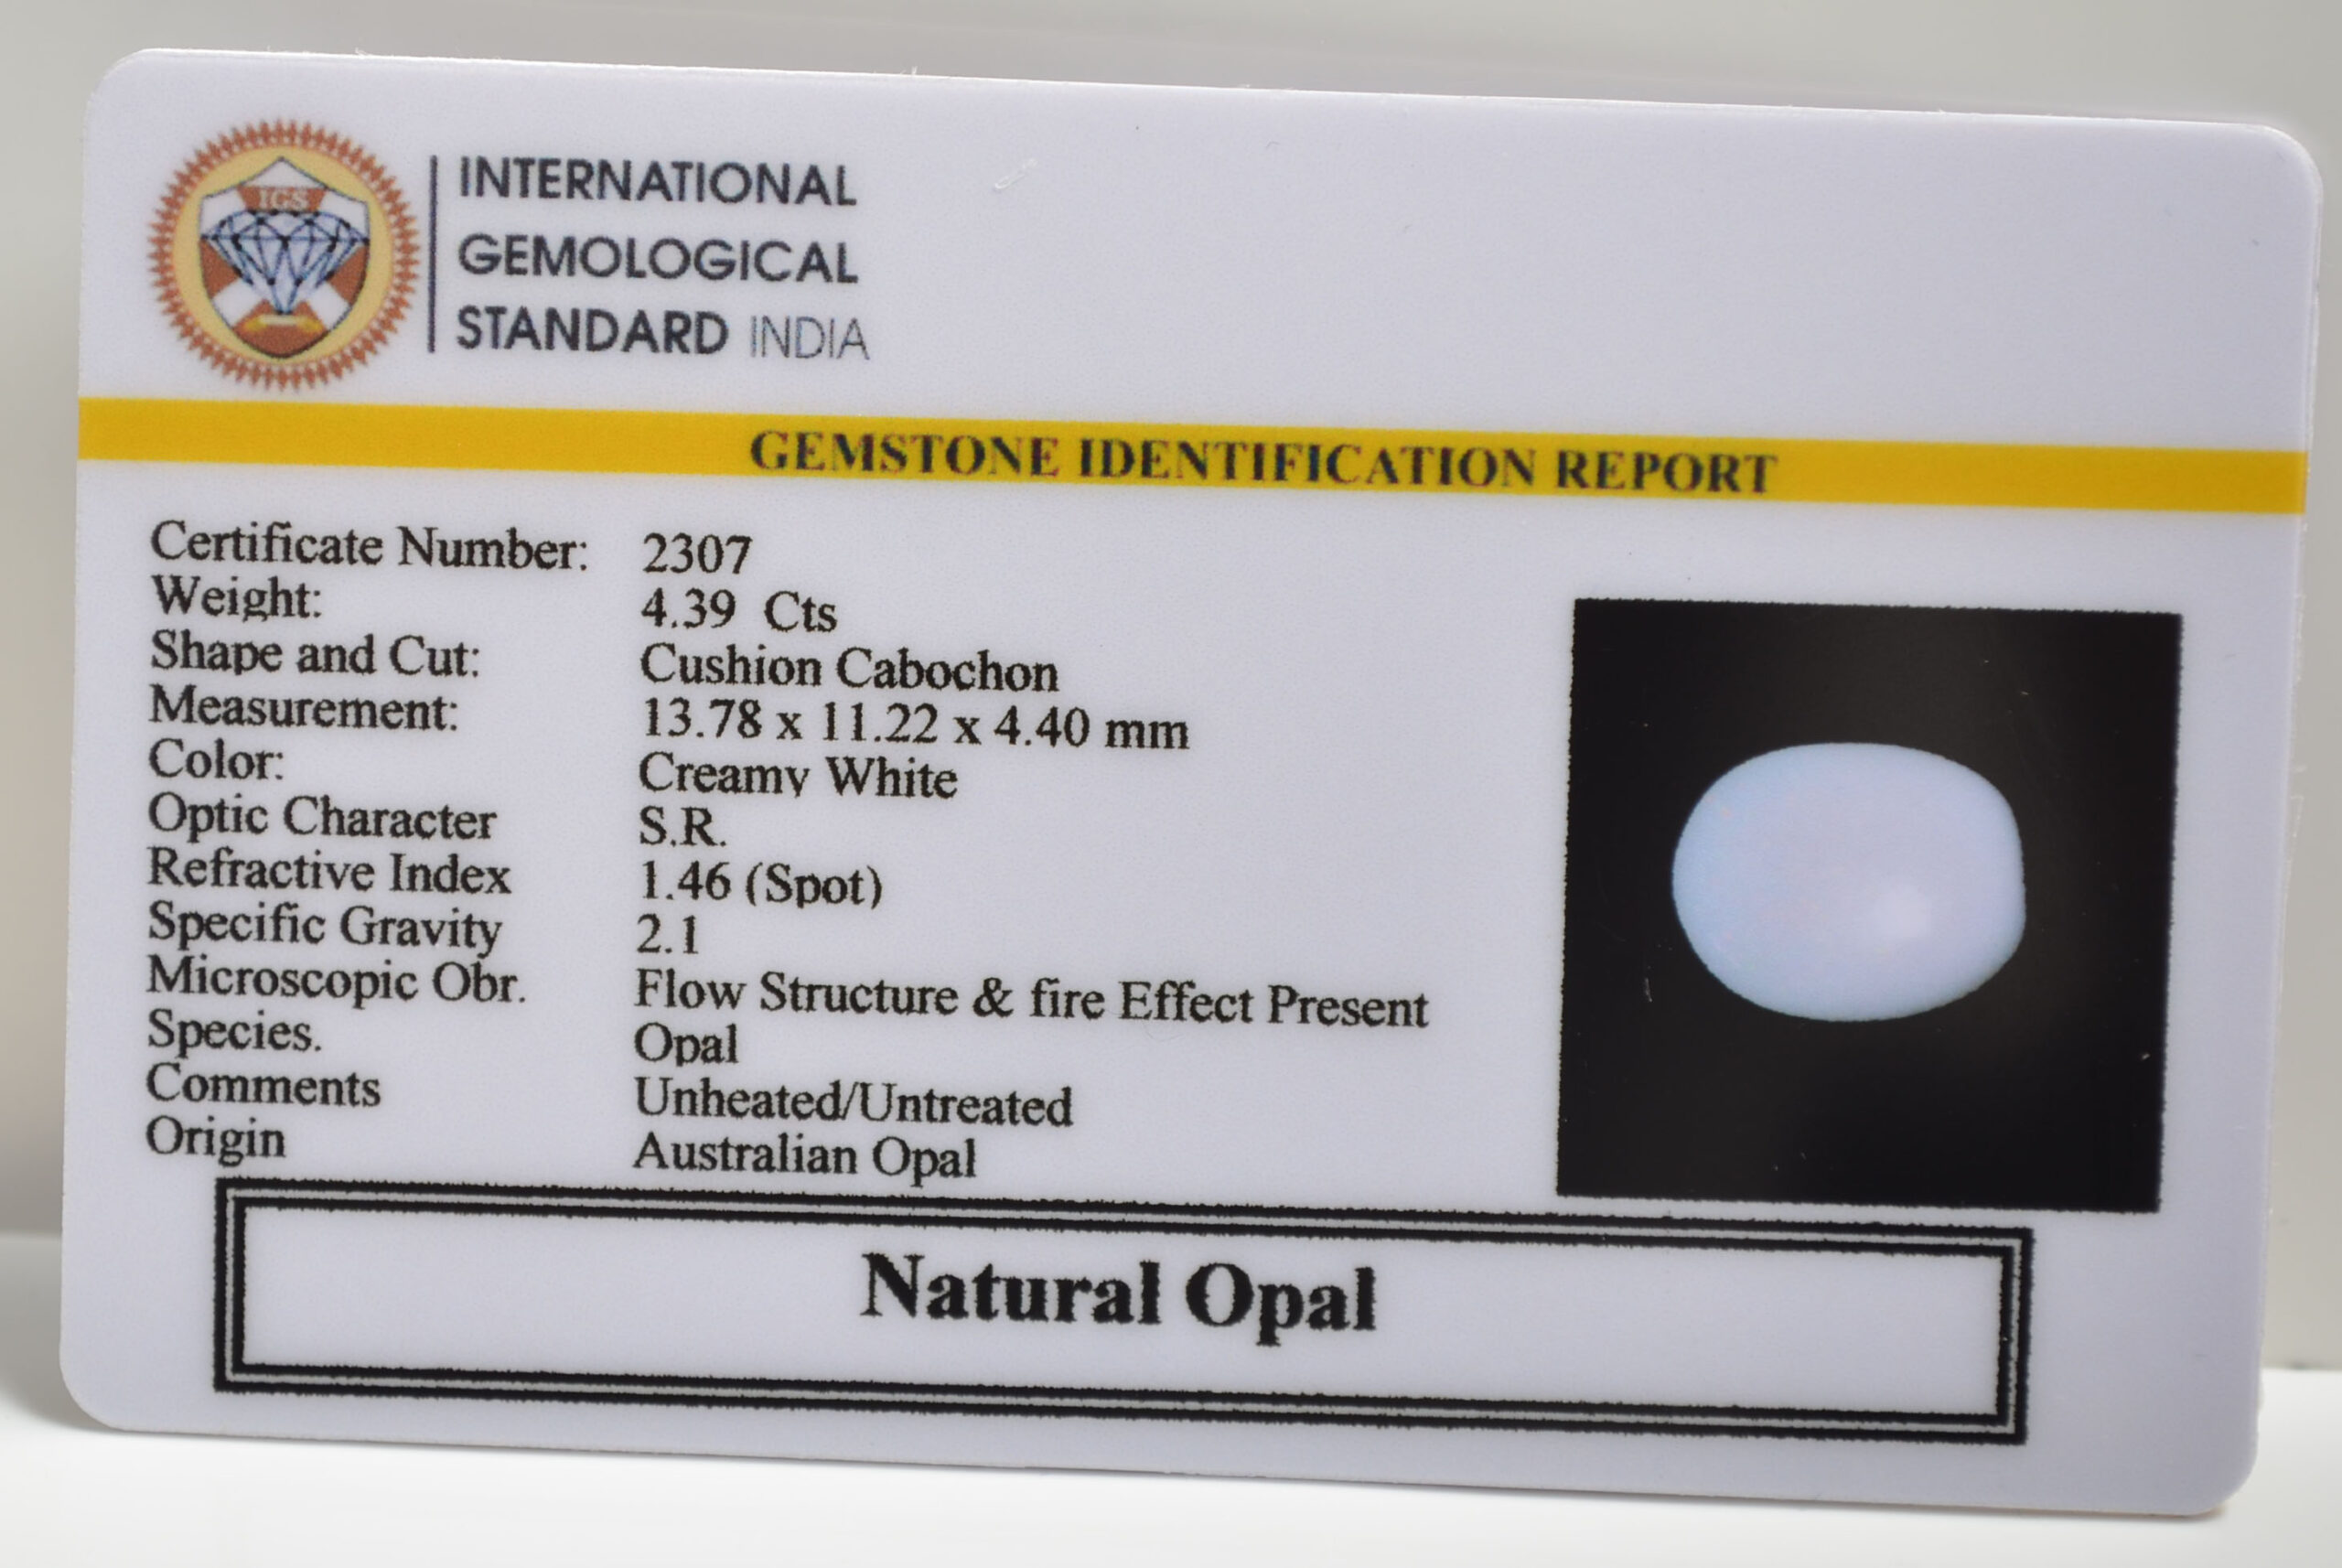 IGS
INTERNATIONAL
GEMOLOGICAL
STANDARD INDIA
GEMSTONE IDENTIFICATION REPORT
Certificate Number: 2307
Weight: 4.39 Cts
Shape and Cut: Cushion Cabochon
Measurement: 13.78 x 11.22 x 4.40 mm
Color: Creamy White
Optic Character S.R.
Refractive Index 1.46 (Spot)
Specific Gravity 2.1
Microscopic Obr. Flow Structure & fire Effect Present
Species. Opal
Comments Unheated/Untreated
Origin Australian Opal
Natural Opal